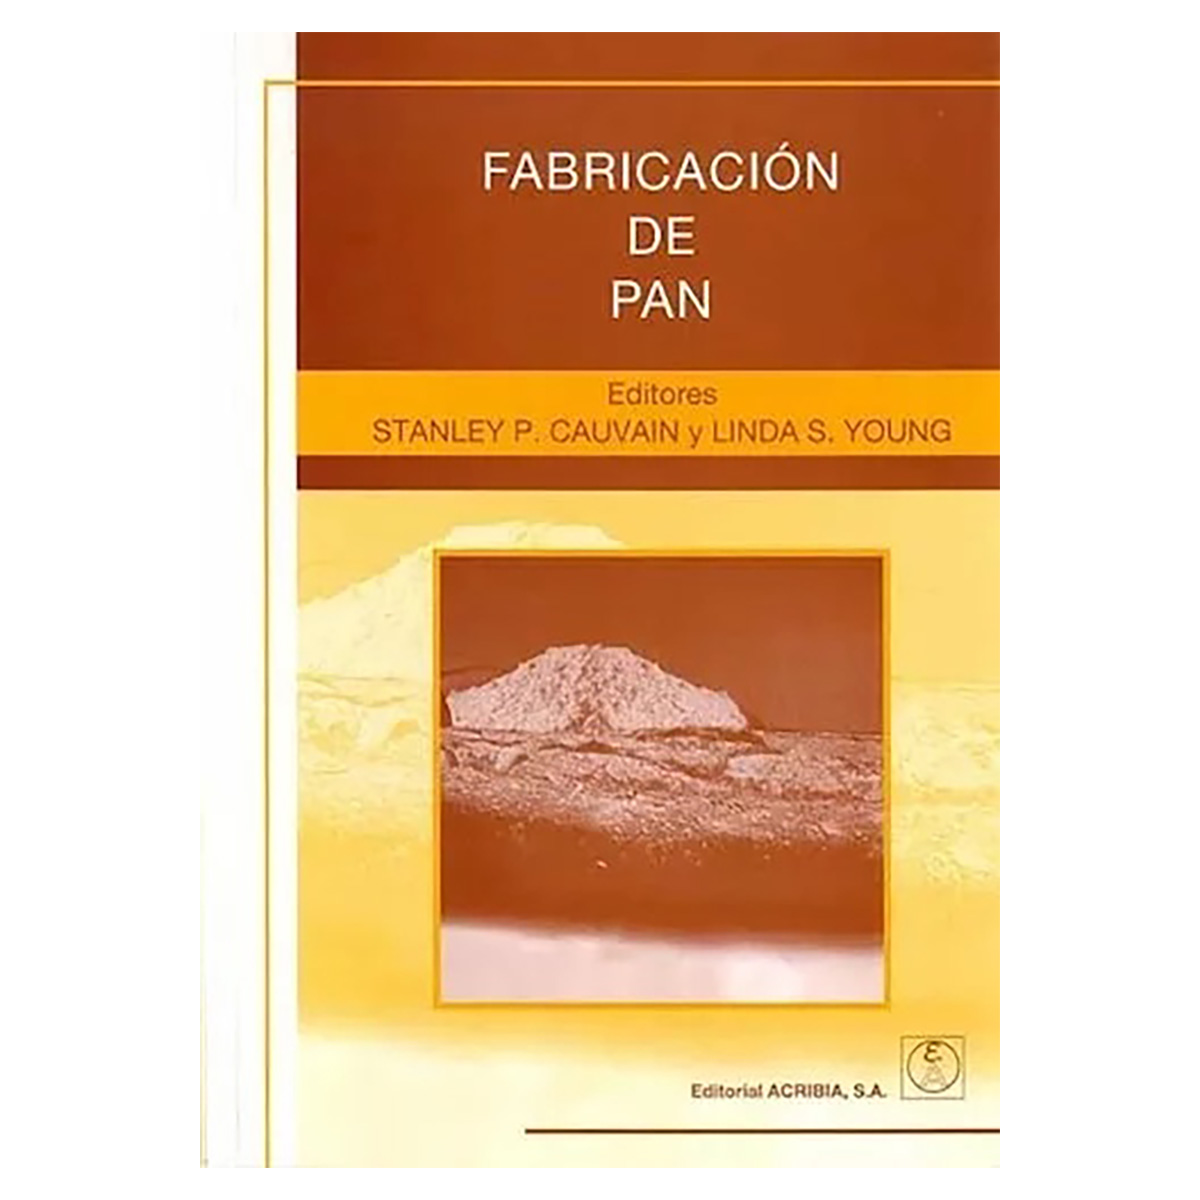 FABRICACIÓN
DE
PAN
Editores
STANLEY P. CAUVAIN y LINDA S. YOUNG
Editorial ACRIBIA, S.A.